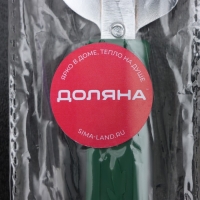 ЯРКО В ДОМЕ, ТЕПЛО НА ДУШЕ
ДОЛЯНА
SIMA-LAND.RU